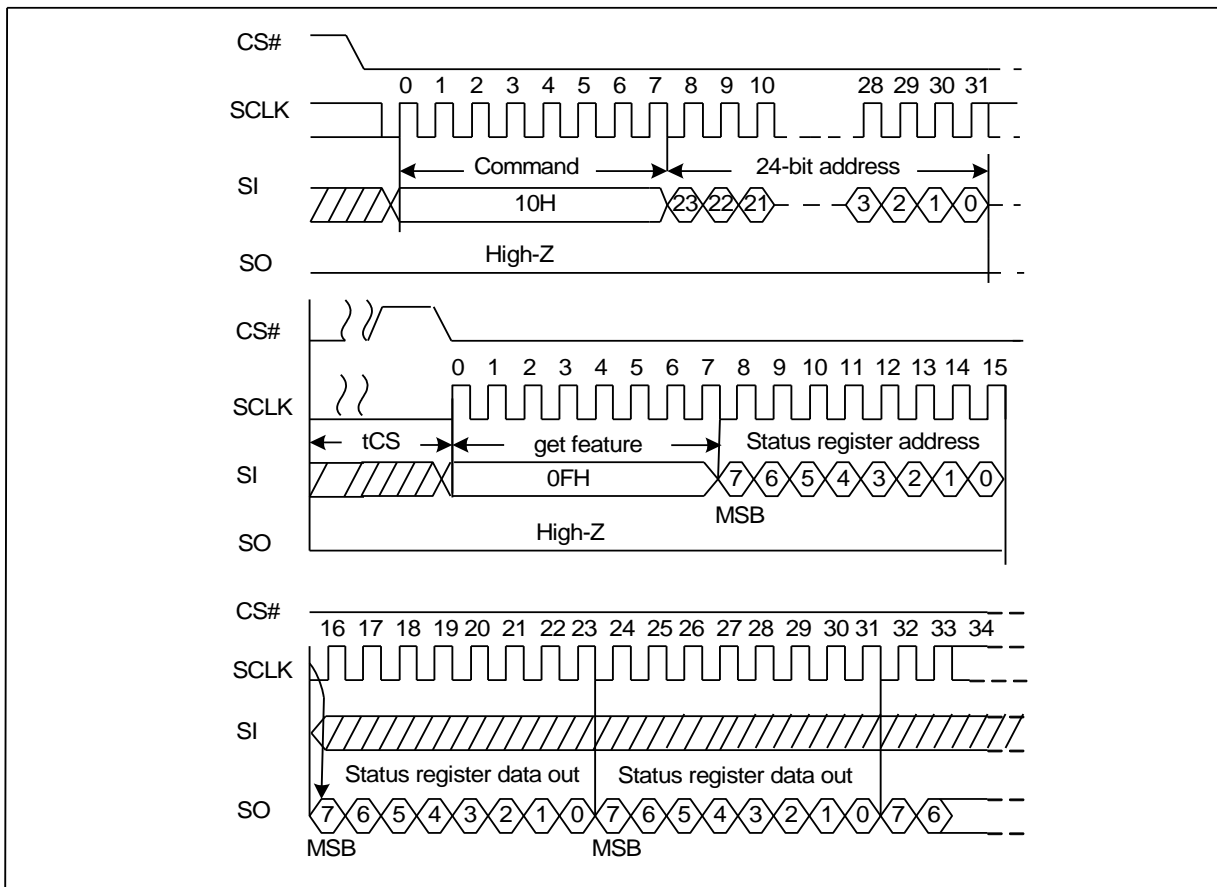 CS#
0 1 2 3 4 5 6 7 8 9 10 28 29 30 31
SCLK
Command 24-bit address
SI
10H 23 22 21 3 2 1 0
High-Z
SO
CS#
0 1 2 3 4 5 6 7 8 9 10 11 12 13 14 15
SCLK
tCS get feature Status register address
SI
0FH 7 6 5 4 3 2 1 0
MSB
High-Z
SO
CS#
16 17 18 19 20 21 22 23 24 25 26 27 28 29 30 31 32 33 34
SCLK
SI
Status register data out Status register data out
SO
7 6 5 4 3 2 1 0 7 6 5 4 3 2 1 0 7 6
MSB MSB